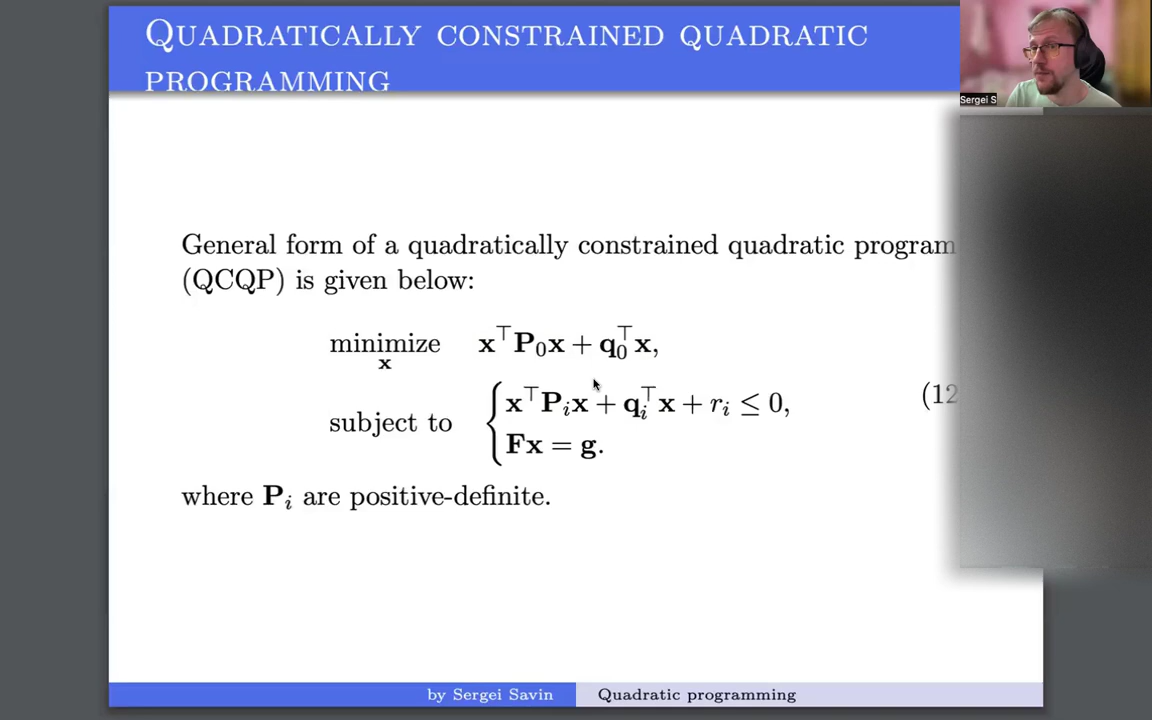 QUADRATICALLY CONSTRAINED QUADRATIC
PROGRAMMING
Sergei S
General form of a quadratically constrained quadratic program
(QCQP) is given below:
minimize x⊤P₀x + q₀⊤x,
x
subject to { x⊤Pᵢx + qᵢ⊤x + rᵢ ≤ 0,
Fx = g.
(12
where Pᵢ are positive-definite.
by Sergei Savin Quadratic programming